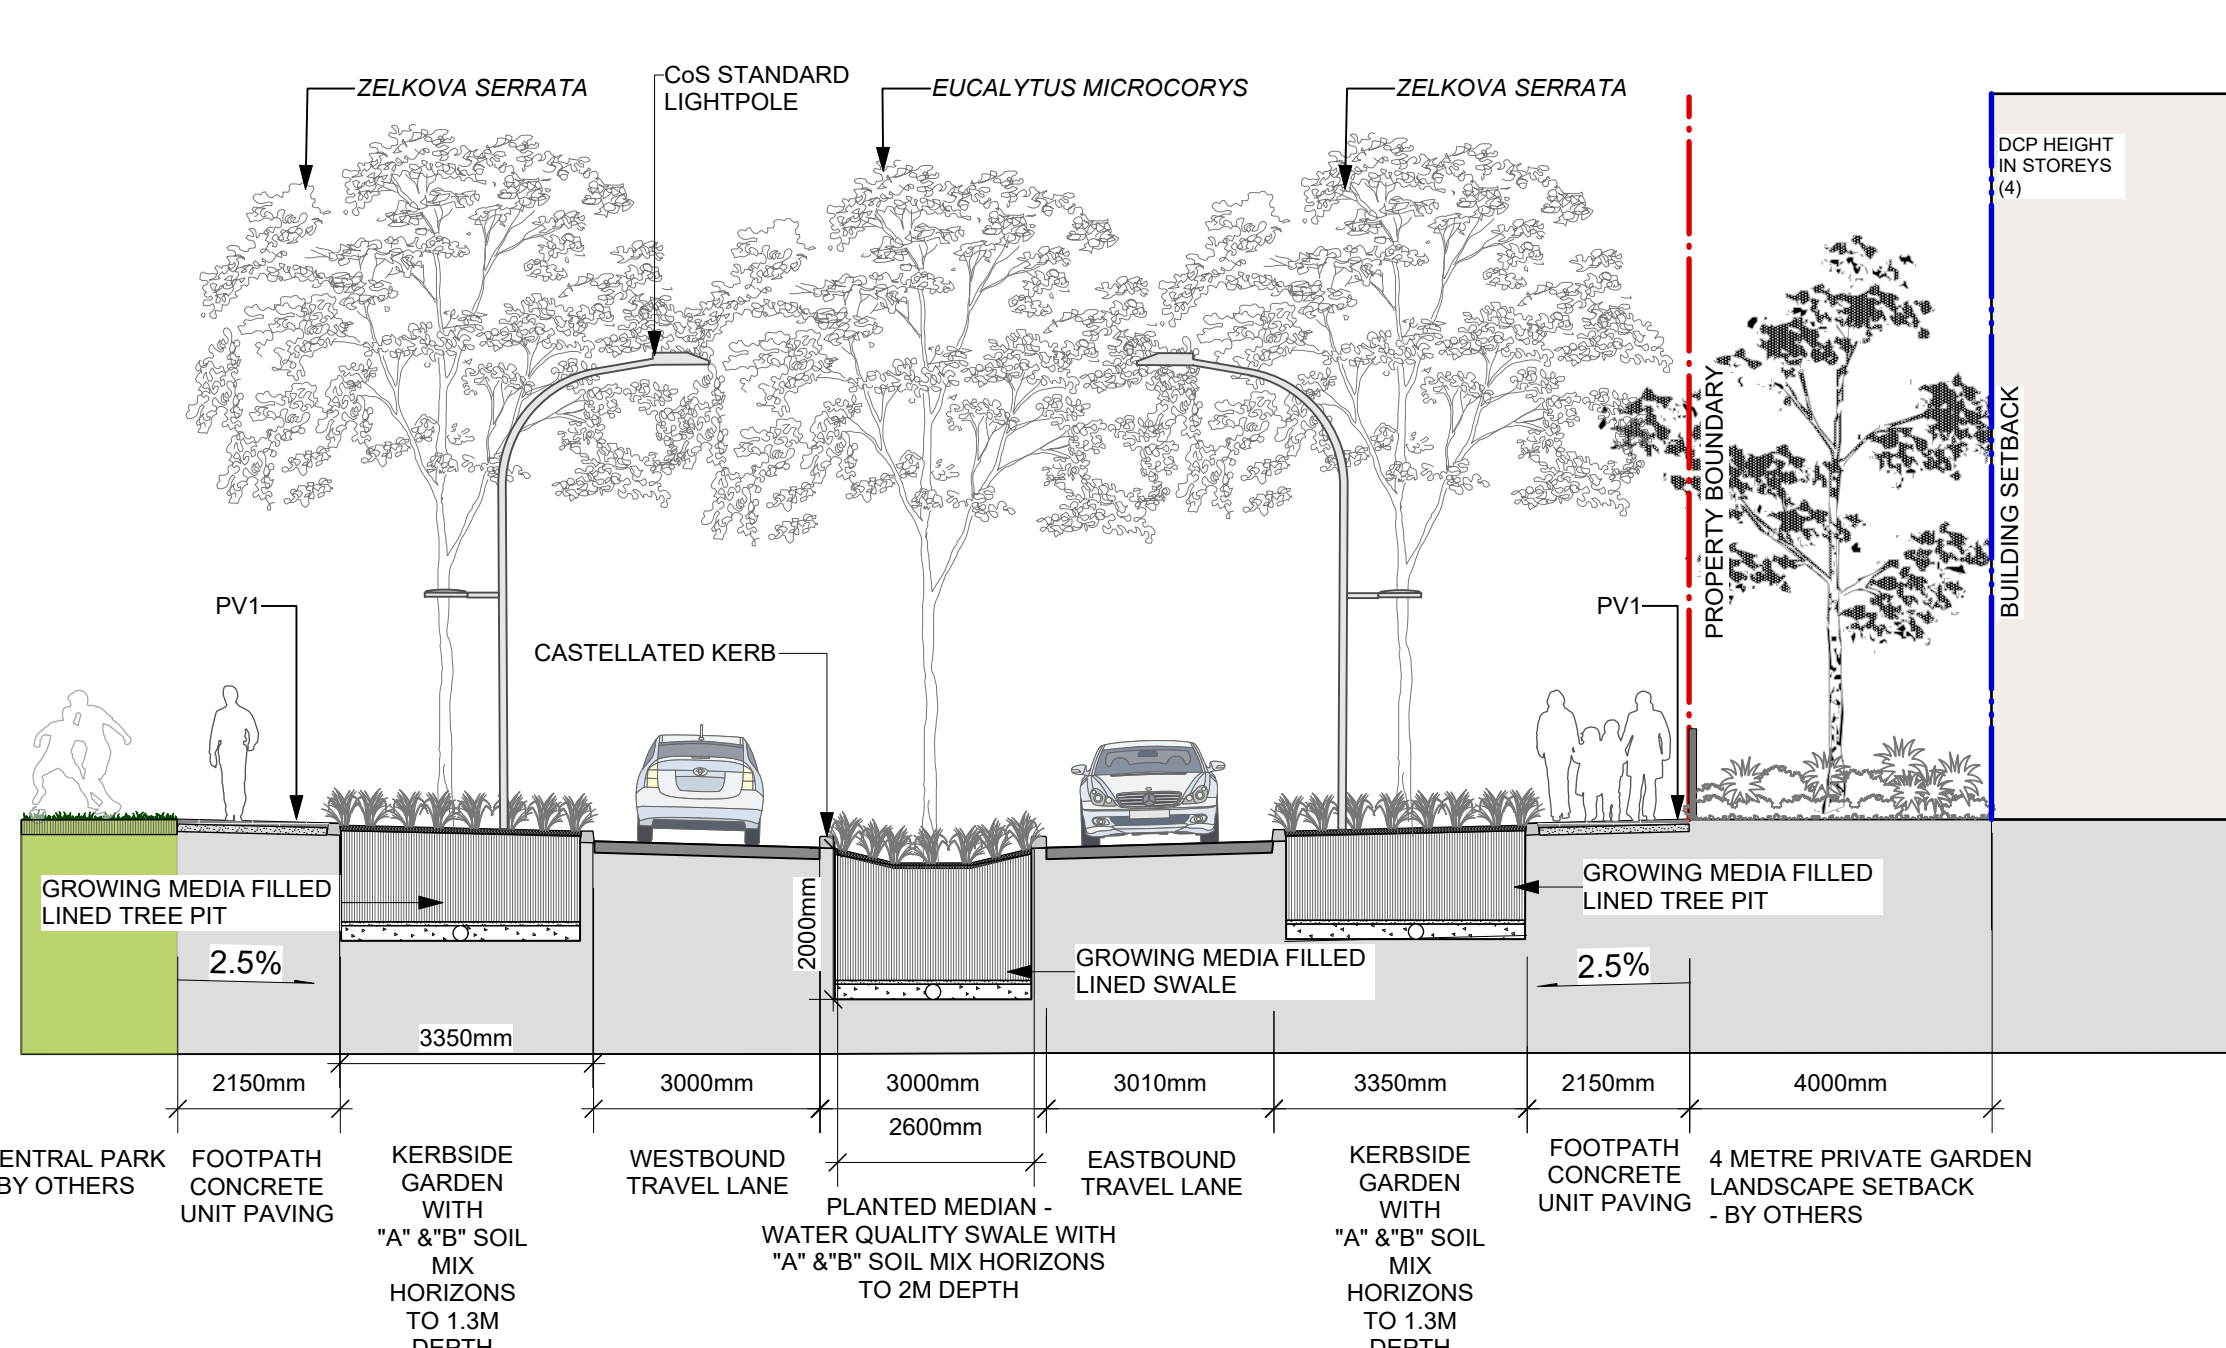 ZELKOVA SERRATA
CoS STANDARD
LIGHTPOLE
EUCALYTUS MICROCORYS
ZELKOVA SERRATA
DCP HEIGHT
IN STOREYS
(4)
PROPERTY BOUNDARY
BUILDING SETBACK
PV1
PV1
CASTELLATED KERB
GROWING MEDIA FILLED
LINED TREE PIT
2000mm
GROWING MEDIA FILLED
LINED TREE PIT
GROWING MEDIA FILLED
LINED SWALE
2.5%
2.5%
3350mm
2150mm
3000mm
3000mm
3010mm
3350mm
2150mm
4000mm
2600mm
ENTRAL PARK
BY OTHERS
FOOTPATH
CONCRETE
UNIT PAVING
KERBSIDE
GARDEN
WITH
"A" &"B" SOIL
MIX
HORIZONS
TO 1.3M
DEPTH
WESTBOUND
TRAVEL LANE
PLANTED MEDIAN -
WATER QUALITY SWALE WITH
"A" &"B" SOIL MIX HORIZONS
TO 2M DEPTH
EASTBOUND
TRAVEL LANE
KERBSIDE
GARDEN
WITH
"A" &"B" SOIL
MIX
HORIZONS
TO 1.3M
DEPTH
FOOTPATH
CONCRETE
UNIT PAVING
4 METRE PRIVATE GARDEN
LANDSCAPE SETBACK
- BY OTHERS